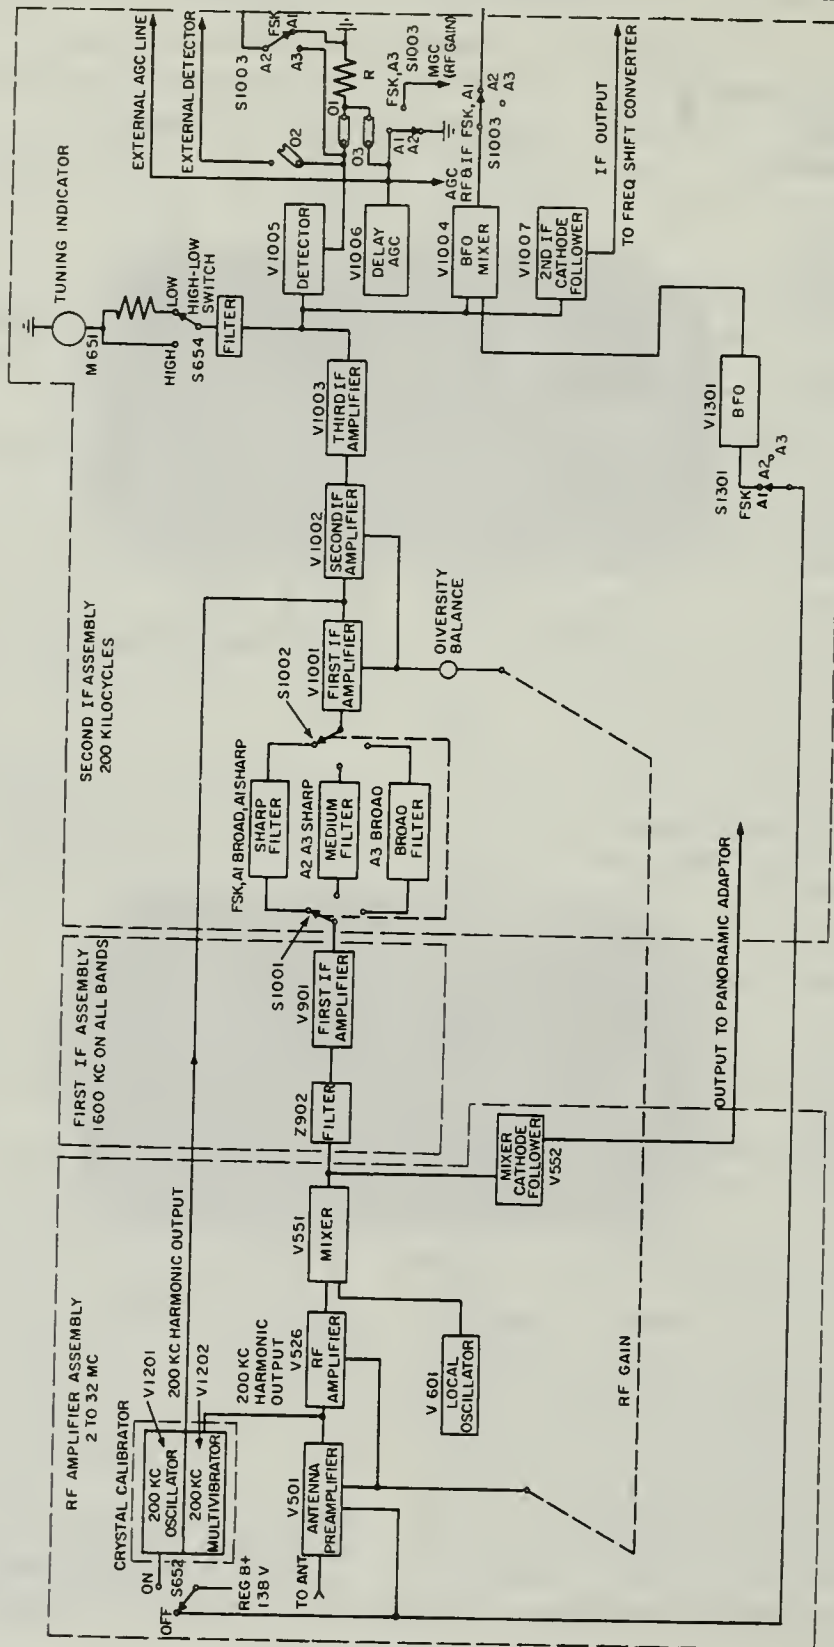 RF AMPLIFIER ASSEMBLY
2 TO 32 MC
CRYSTAL CALIBRATOR
V1201
200 KC HARMONIC OUTPUT
V1202
200 KC
OSCILLATOR
200 KC
MULTIVIBRATOR
ON
S652
OFF
REG B+
138 V
200 KC
HARMONIC
OUTPUT
TO ANT
V501
ANTENNA
PREAMPLIFIER
V526
RF
AMPLIFIER
V551
MIXER
V 601
LOCAL
OSCILLATOR
MIXER
CATHODE
FOLLOWER
V552
RF GAIN
OUTPUT TO PANORAMIC ADAPTOR
FIRST IF ASSEMBLY
1600 KC ON ALL BANDS
Z902
FILTER
V901
FIRST IF
AMPLIFIER
S1001
SECOND IF ASSEMBLY
200 KILOCYCLES
FSK, A1 BROAD, A1 SHARP
SHARP
FILTER
A2 A3 SHARP
MEDIUM
FILTER
A3 BROAD
BROAD
FILTER
S1002
V1001
FIRST IF
AMPLIFIER
DIVERSITY
BALANCE
V1002
SECOND IF
AMPLIFIER
V1003
THIRD IF
AMPLIFIER
TUNING INDICATOR
M651
HIGH
LOW
HIGH-LOW
SWITCH
S654
FILTER
V1005
DETECTOR
V1006
DELAY
AGC
V1004
BFO
MIXER
V1007
2ND IF
CATHODE
FOLLOWER
EXTERNAL AGC LINE
EXTERNAL DETECTOR
S1003
A2
FSK
A1
A3
O2
O1
O3
R
FSK, A3
S1003
MGC
(RF GAIN)
A1
A2
AGC
RF & IF
FSK, A1
A2
S1003
A3
IF OUTPUT
TO FREQ SHIFT CONVERTER
V1301
BFO
S1301
FSK
A1
A2
A3